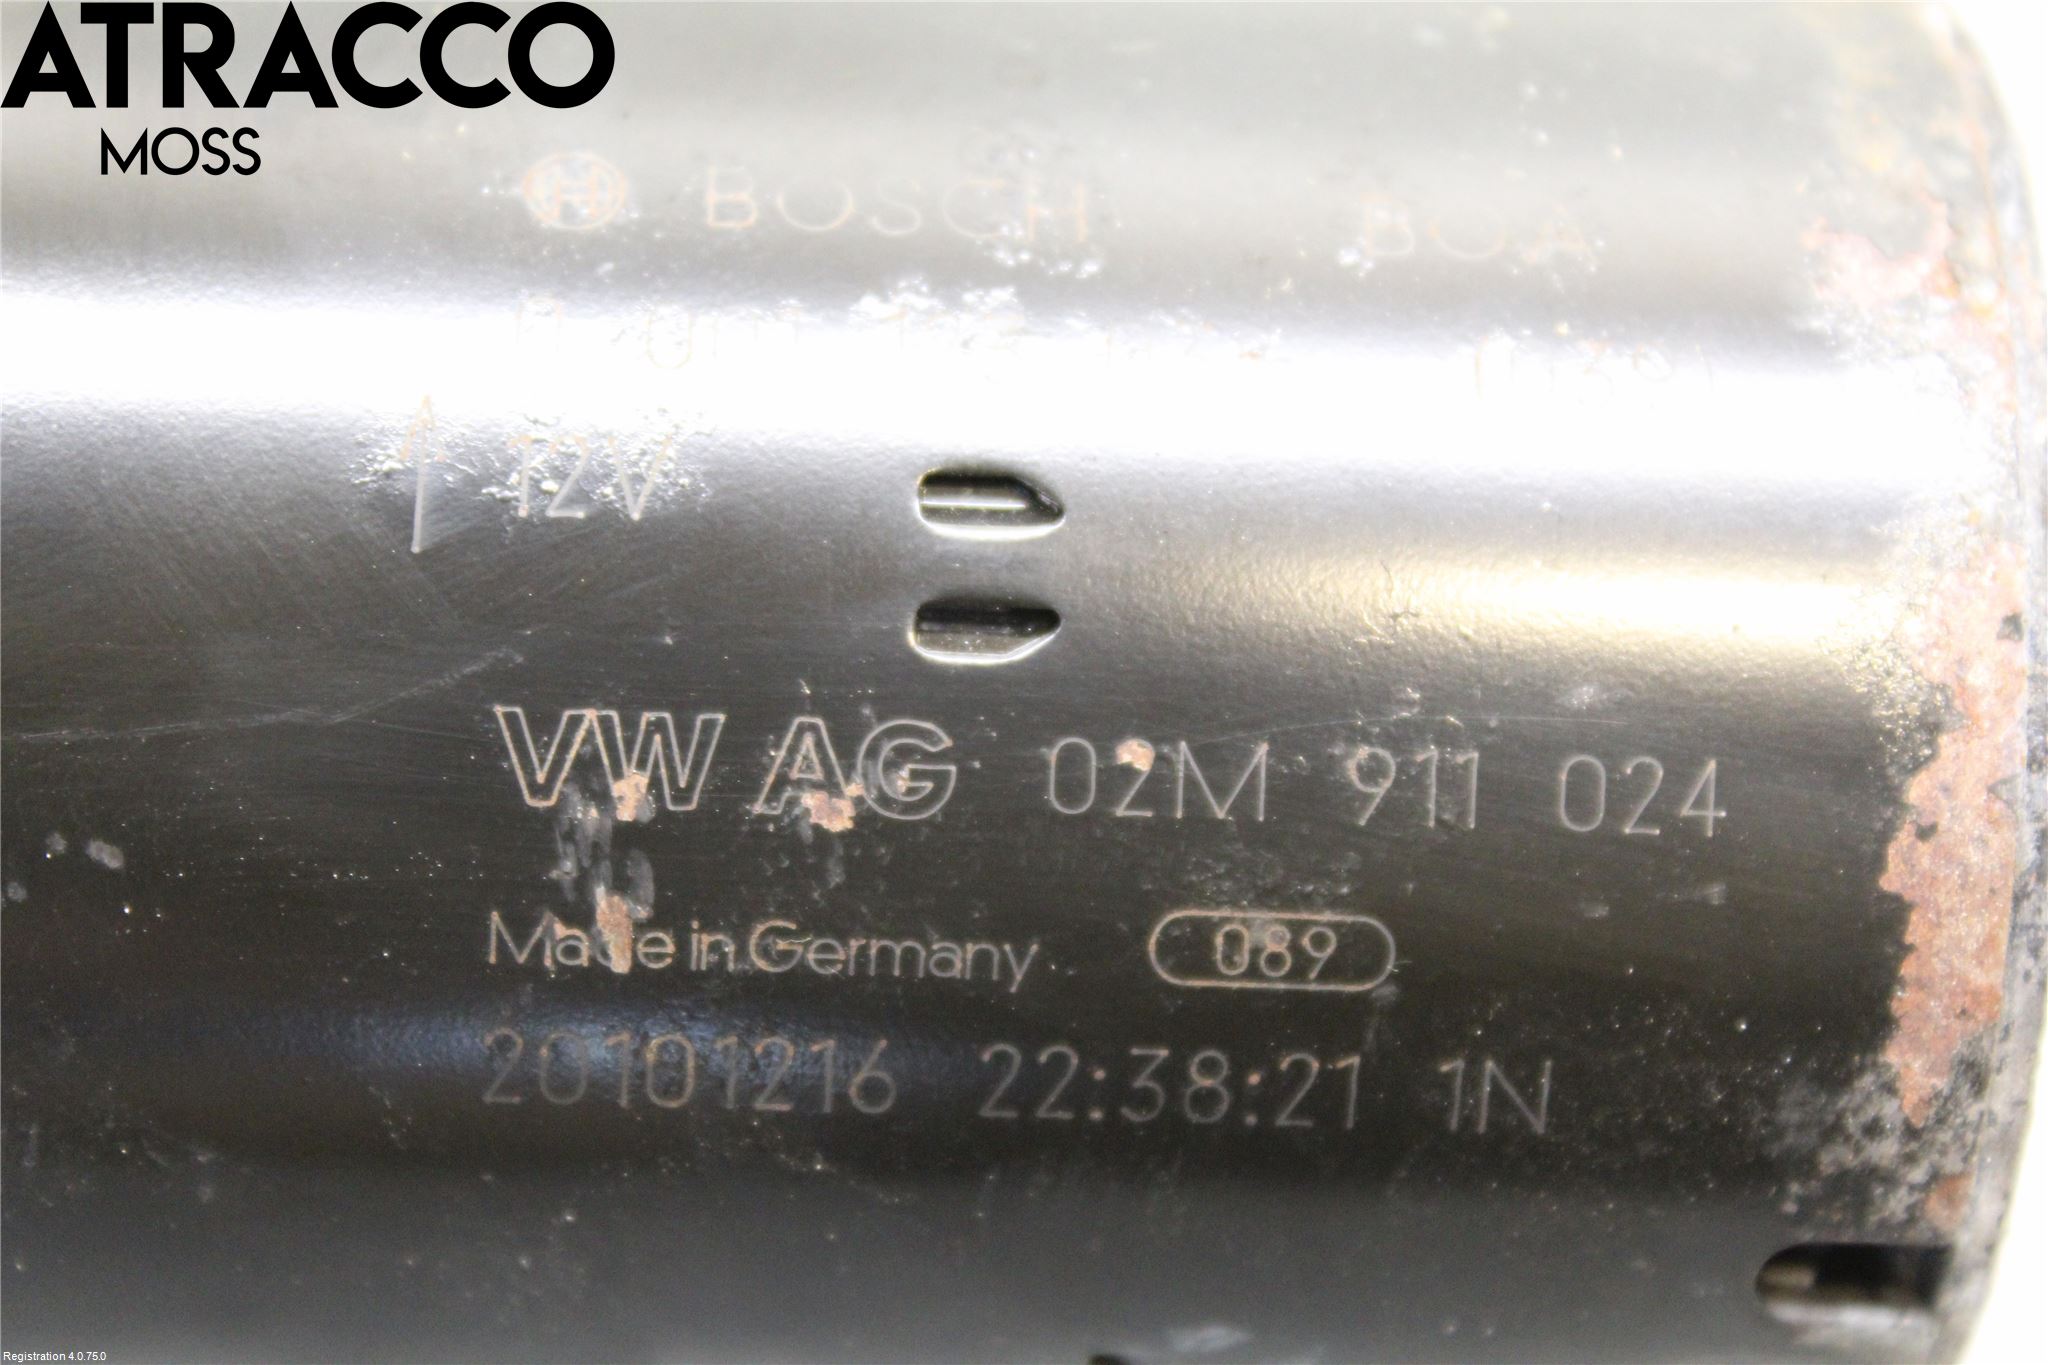 ATRACCO
MOSS
BOSCH BOA
12V
VW AG 02M 911 024
Made in Germany 089
20101216 22:38:21 1N
Registration 4.0.75.0